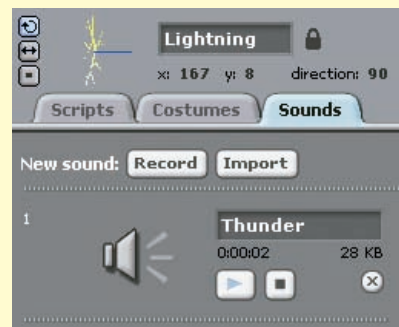 Lightning
x: 167 y: 8 direction: 90
Scripts Costumes Sounds
New sound: Record Import
1
Thunder
0:00:02 28 KB